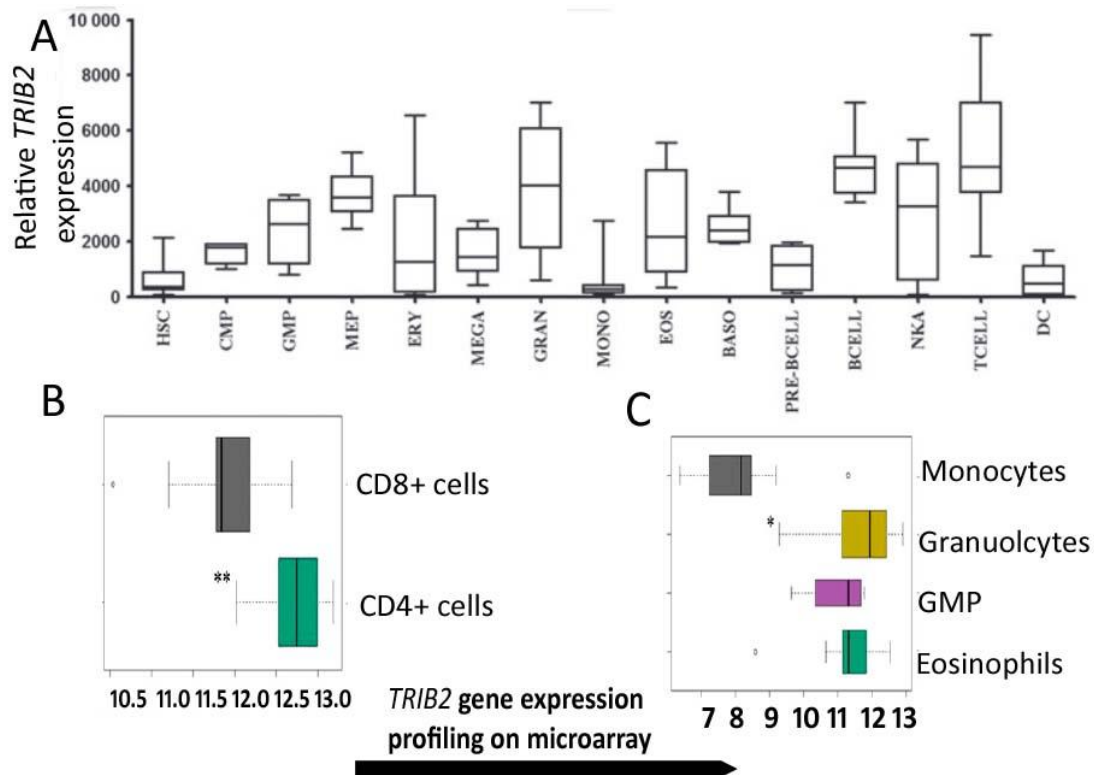 A
Relative TRIB2
expression
10 000
8000
6000
4000
2000
0
HSC
CMP
GMP
MEP
ERY
MEGA
GRAN
MONO
EOS
BASO
PRE-BCELL
BCELL
NKA
TCELL
DC
B
CD8+ cells
**
CD4+ cells
10.5 11.0 11.5 12.0 12.5 13.0
C
Monocytes
*
Granuolcytes
GMP
Eosinophils
7 8 9 10 11 12 13
TRIB2 gene expression
profiling on microarray